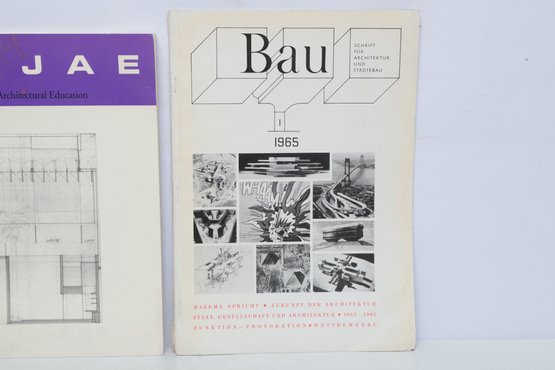 JAE
Architectural Education
Bau
SCHRIFT
FÜR
ARCHITEKTUR
UND
STÄDTEBAU
1
1965
BAKEMA SPRICHT • ZUKUNFT DER ARCHITEKTUR
STAAT, GESELLSCHAFT UND ARCHITEKTUR • 1945 - 1965
FUNKTION – PROVOKATION • WETTBEWERBE